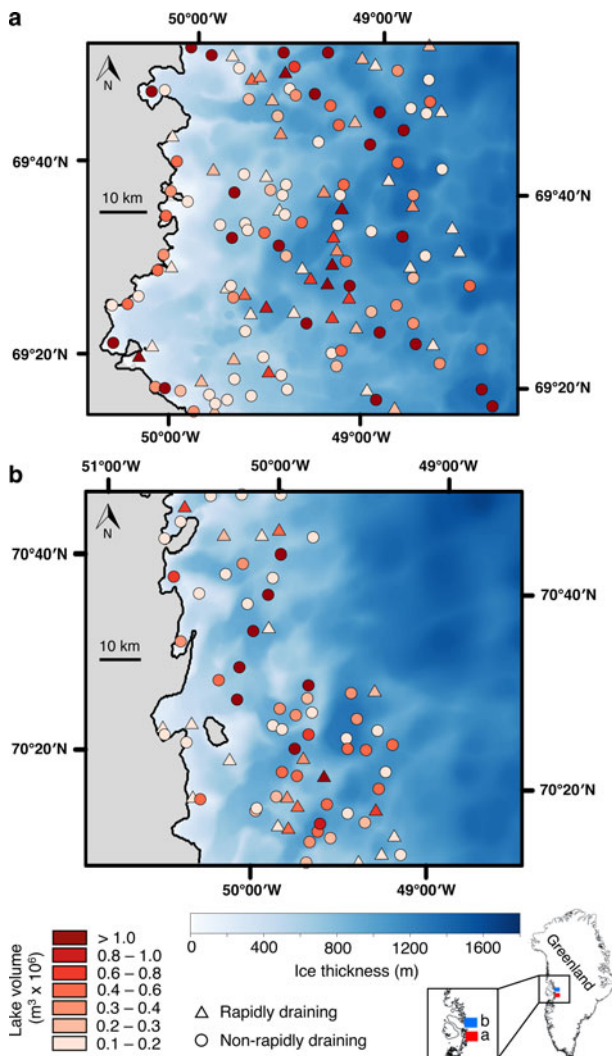 a
50°00'W 49°00'W
N
69°40'N 69°40'N
10 km
69°20'N 69°20'N
50°00'W 49°00'W
b
51°00'W 50°00'W 49°00'W
N
70°40'N 70°40'N
10 km
70°20'N 70°20'N
50°00'W 49°00'W
Lake volume
(m³ x 10⁶)
> 1.0
0.8 – 1.0
0.6 – 0.8
0.4 – 0.6
0.3 – 0.4
0.2 – 0.3
0.1 – 0.2
0 400 800 1200 1600
Ice thickness (m)
Rapidly draining
Non-rapidly draining
Greenland
b
a